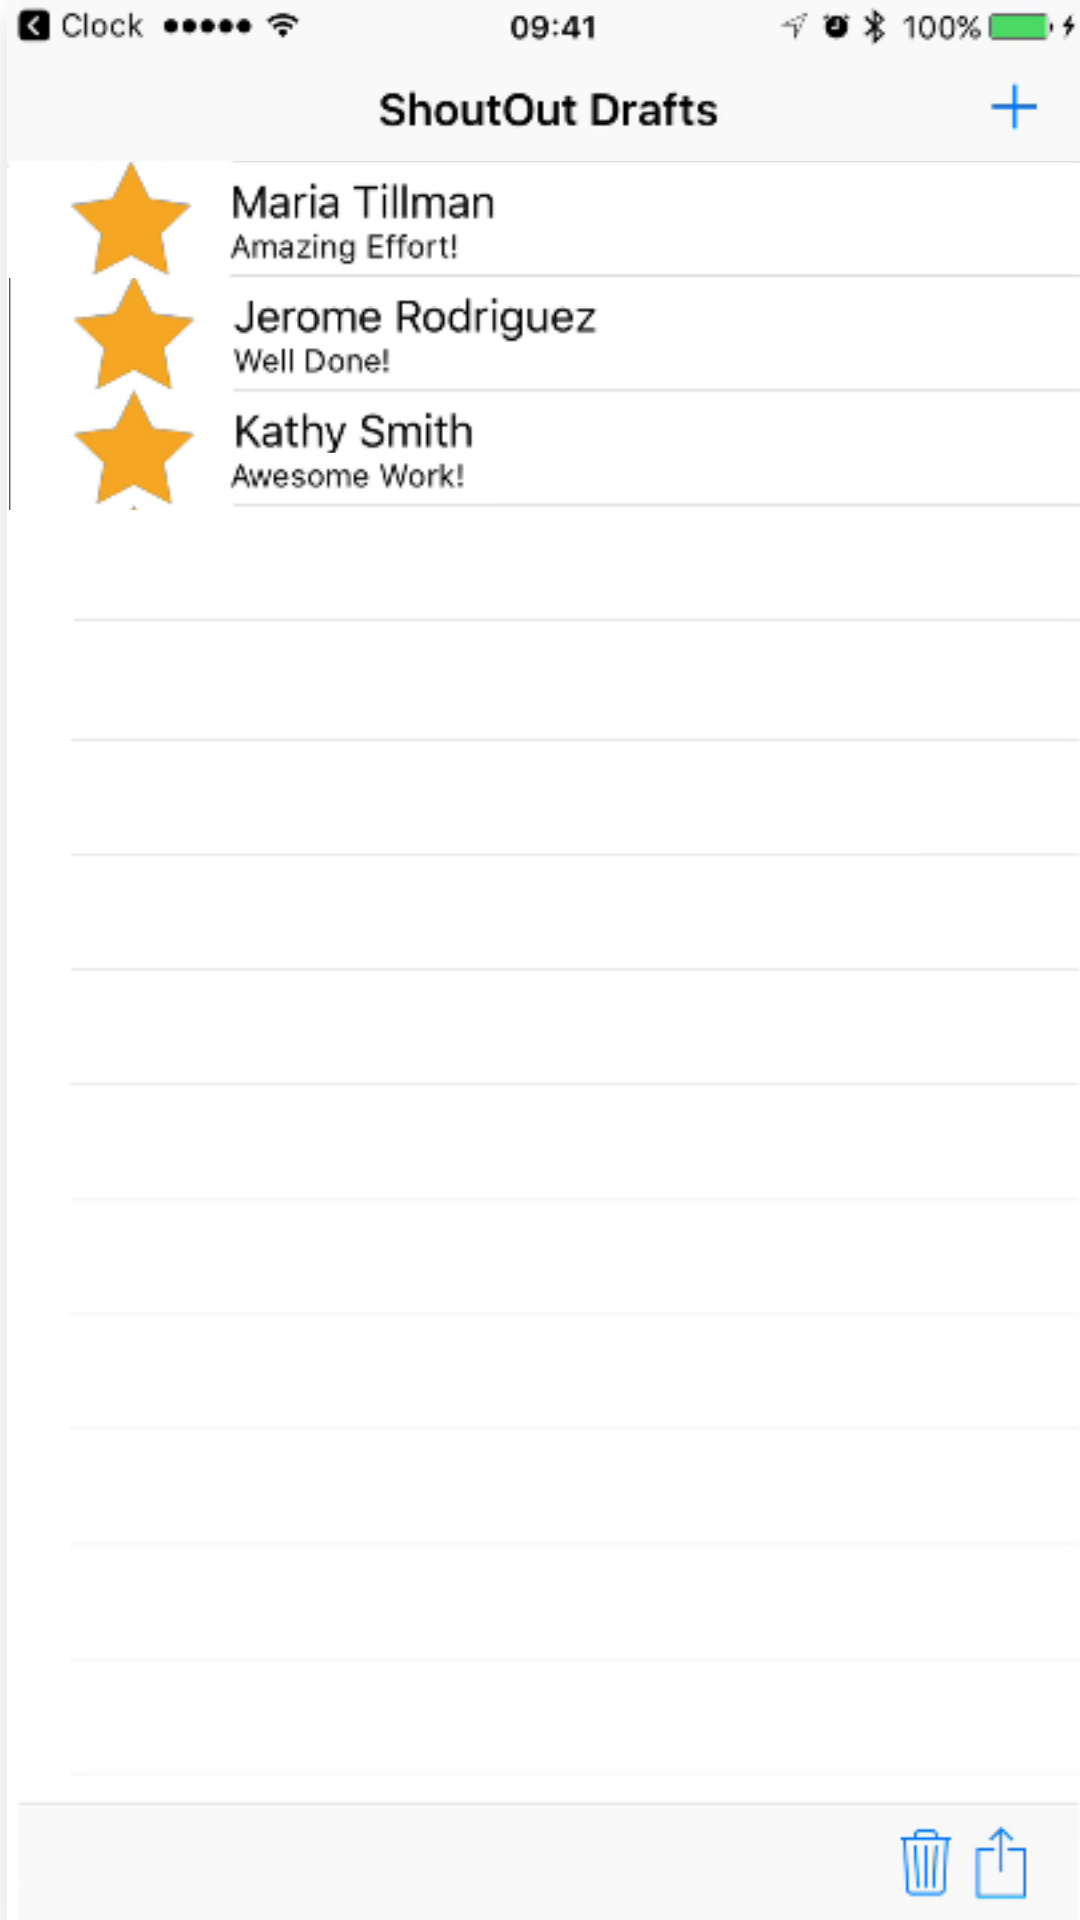 Clock 09:41 100%
ShoutOut Drafts
Maria Tillman
Amazing Effort!
Jerome Rodriguez
Well Done!
Kathy Smith
Awesome Work!